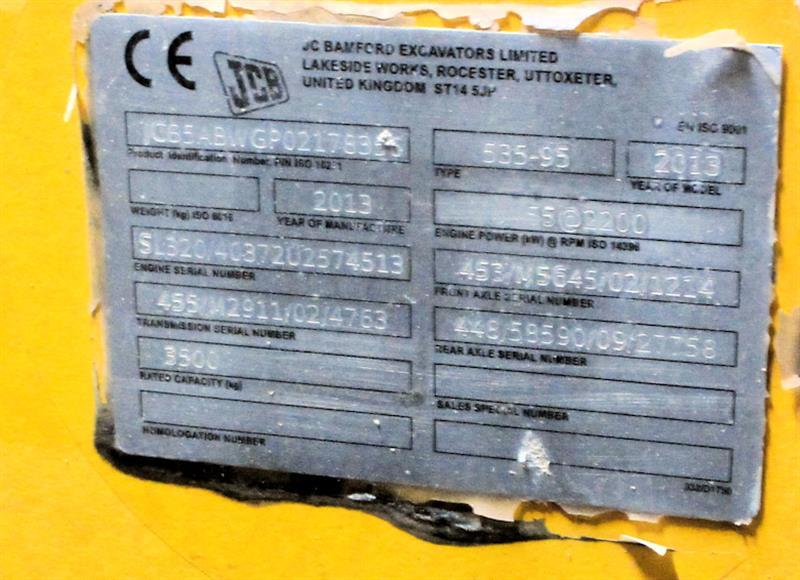 CE
JCB
JC BAMFORD EXCAVATORS LIMITED
LAKESIDE WORKS, ROCESTER, UTTOXETER,
UNITED KINGDOM ST14 5JP
EN ISO 9001
Product Identification Number, PIN ISO
535-95
TYPE
2013
YEAR OF MODEL
WEIGHT (kg) ISO 6016
2013
YEAR OF MANUFACTURE
55@2200
ENGINE POWER (kW) @ RPM ISO 14396
SL320/40372U2574513
ENGINE SERIAL NUMBER
453/M5645/02/1214
FRONT AXLE SERIAL NUMBER
455/M2911/02/4763
TRANSMISSION SERIAL NUMBER
448/58590/09/27758
REAR AXLE SERIAL NUMBER
3500
RATED CAPACITY (kg)
SALES SPECIAL NUMBER
HOMOLOGATION NUMBER